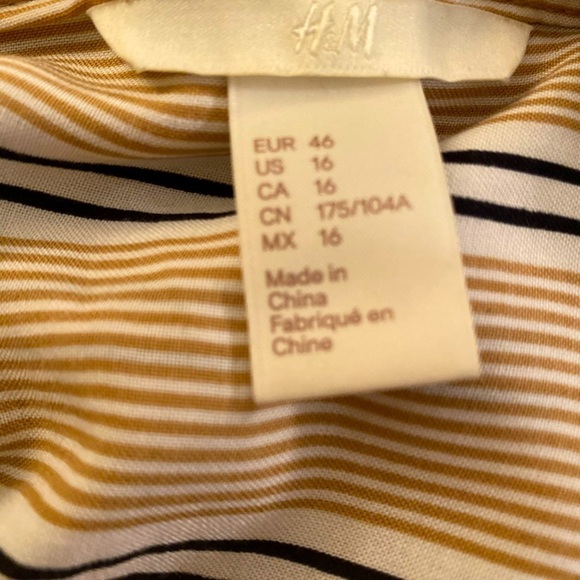 H&M
EUR 46
US 16
CA 16
CN 175/104A
MX 16
Made in
China
Fabriqué en
Chine